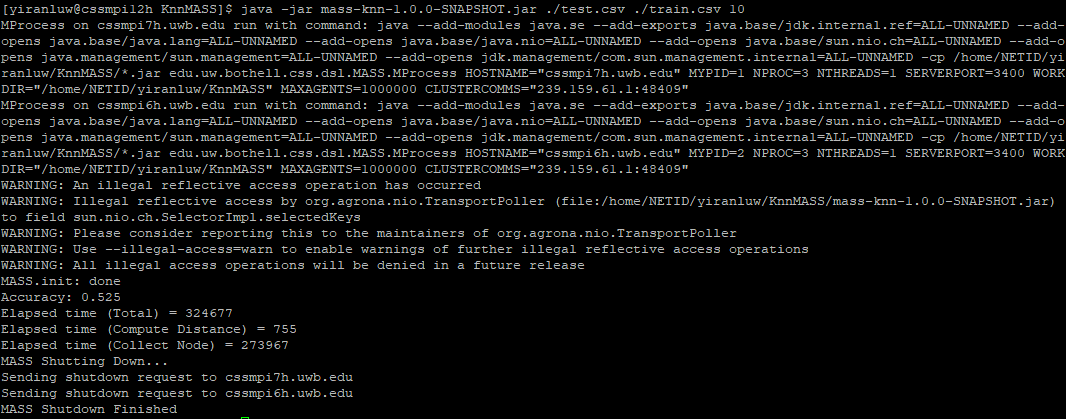 [yiranluw@cssmpi12h KnnMASS]$ java -jar mass-knn-1.0.0-SNAPSHOT.jar ./test.csv ./train.csv 10
MProcess on cssmpi7h.uwb.edu run with command: java --add-modules java.se --add-exports java.base/jdk.internal.ref=ALL-UNNAMED --add-
opens java.base/java.lang=ALL-UNNAMED --add-opens java.base/java.nio=ALL-UNNAMED --add-opens java.base/sun.nio.ch=ALL-UNNAMED --add-o
pens java.management/sun.management=ALL-UNNAMED --add-opens jdk.management/com.sun.management.internal=ALL-UNNAMED -cp /home/NETID/yi
ranluw/KnnMASS/*.jar edu.uw.bothell.css.dsl.MASS.MProcess HOSTNAME="cssmpi7h.uwb.edu" MYPID=1 NPROC=3 NTHREADS=1 SERVERPORT=3400 WORK
DIR="/home/NETID/yiranluw/KnnMASS" MAXAGENTS=1000000 CLUSTERCOMMS="239.159.61.1:48409"
MProcess on cssmpi6h.uwb.edu run with command: java --add-modules java.se --add-exports java.base/jdk.internal.ref=ALL-UNNAMED --add-
opens java.base/java.lang=ALL-UNNAMED --add-opens java.base/java.nio=ALL-UNNAMED --add-opens java.base/sun.nio.ch=ALL-UNNAMED --add-o
pens java.management/sun.management=ALL-UNNAMED --add-opens jdk.management/com.sun.management.internal=ALL-UNNAMED -cp /home/NETID/yi
ranluw/KnnMASS/*.jar edu.uw.bothell.css.dsl.MASS.MProcess HOSTNAME="cssmpi6h.uwb.edu" MYPID=2 NPROC=3 NTHREADS=1 SERVERPORT=3400 WORK
DIR="/home/NETID/yiranluw/KnnMASS" MAXAGENTS=1000000 CLUSTERCOMMS="239.159.61.1:48409"
WARNING: An illegal reflective access operation has occurred
WARNING: Illegal reflective access by org.agrona.nio.TransportPoller (file:/home/NETID/yiranluw/KnnMASS/mass-knn-1.0.0-SNAPSHOT.jar)
to field sun.nio.ch.SelectorImpl.selectedKeys
WARNING: Please consider reporting this to the maintainers of org.agrona.nio.TransportPoller
WARNING: Use --illegal-access=warn to enable warnings of further illegal reflective access operations
WARNING: All illegal access operations will be denied in a future release
MASS.init: done
Accuracy: 0.525
Elapsed time (Total) = 324677
Elapsed time (Compute Distance) = 755
Elapsed time (Collect Node) = 273967
MASS Shutting Down...
Sending shutdown request to cssmpi7h.uwb.edu
Sending shutdown request to cssmpi6h.uwb.edu
MASS Shutdown Finished